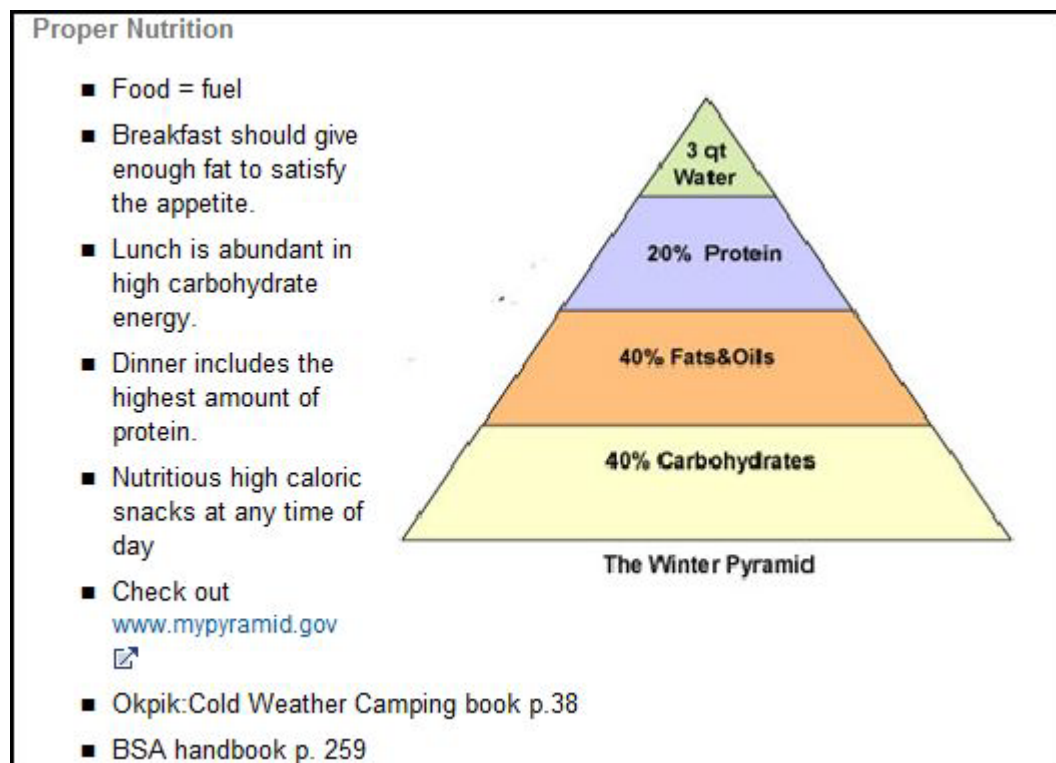 Proper Nutrition
Food = fuel
Breakfast should give
enough fat to satisfy
the appetite.
Lunch is abundant in
high carbohydrate
energy.
Dinner includes the
highest amount of
protein.
Nutritious high caloric
snacks at any time of
day
Check out
www.mypyramid.gov
Okpik:Cold Weather Camping book p.38
BSA handbook p. 259
3 qt
Water
20% Protein
40% Fats&Oils
40% Carbohydrates
The Winter Pyramid